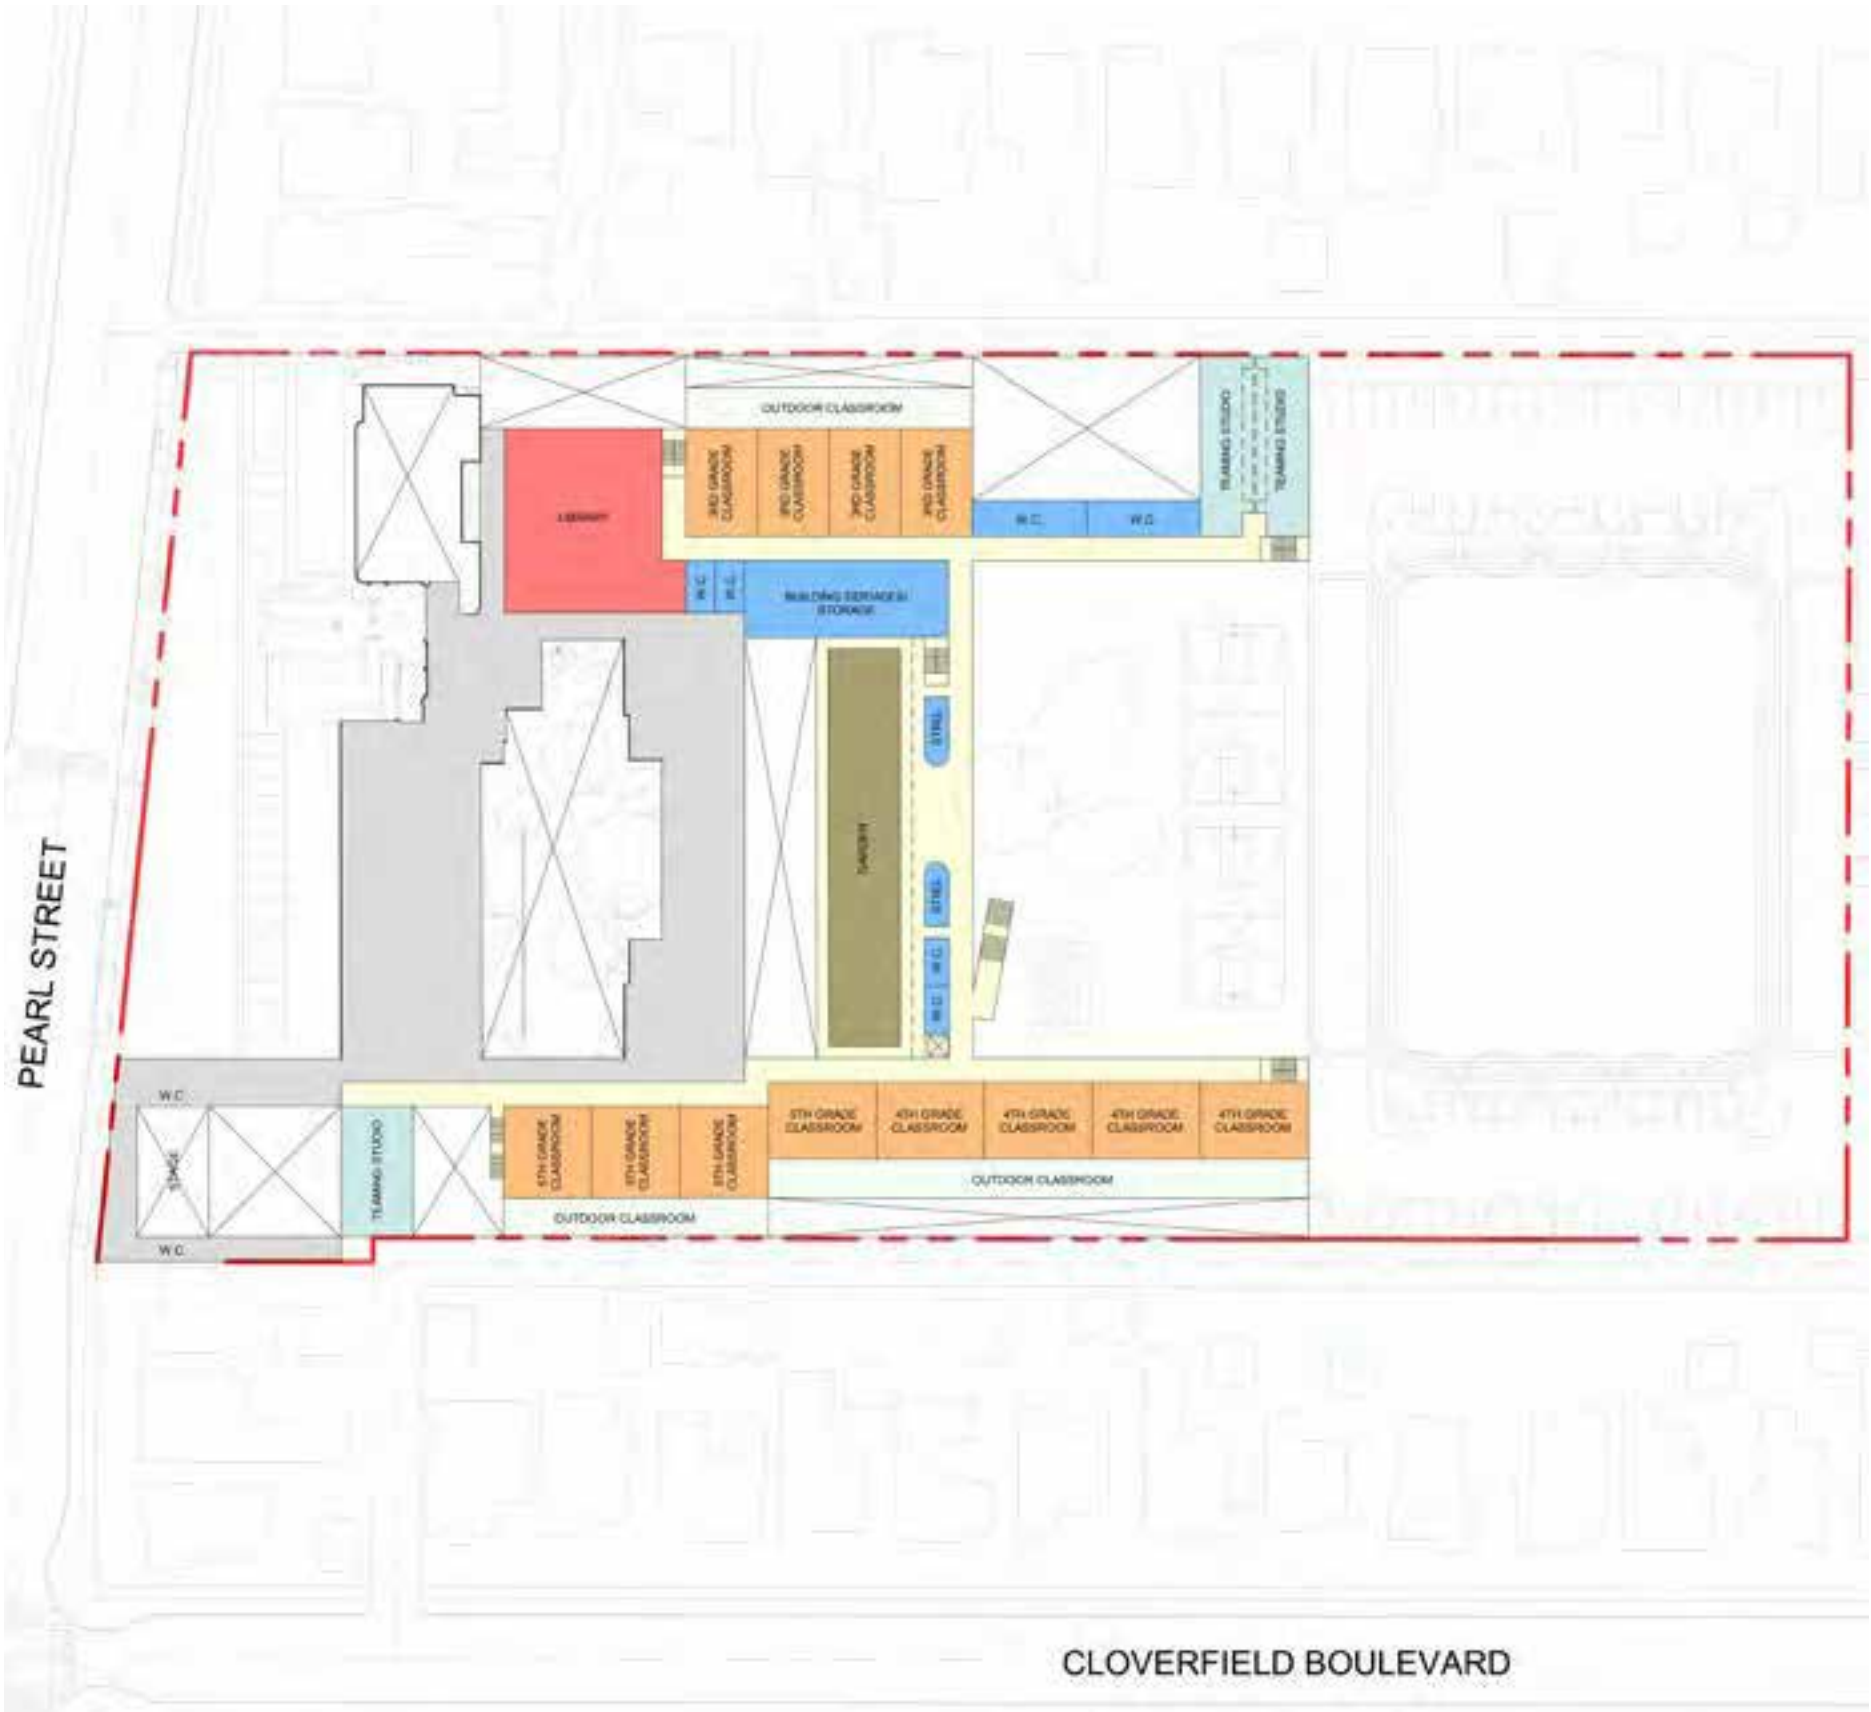 OUTDOOR CLASSROOM
TEAMING STUDIO
TEAMING STUDIO
3RD GRADE
CLASSROOM
3RD GRADE
CLASSROOM
3RD GRADE
CLASSROOM
3RD GRADE
CLASSROOM
LIBRARY
W.C.
W.C.
W.C.
W.C.
BUILDING SERVICES/
STORAGE
GARDEN
W.C.
W.C.
PEARL STREET
W.C.
STAGE
W.C.
TEAMING STUDIO
5TH GRADE
CLASSROOM
5TH GRADE
CLASSROOM
5TH GRADE
CLASSROOM
5TH GRADE
CLASSROOM
4TH GRADE
CLASSROOM
4TH GRADE
CLASSROOM
4TH GRADE
CLASSROOM
4TH GRADE
CLASSROOM
OUTDOOR CLASSROOM
OUTDOOR CLASSROOM
CLOVERFIELD BOULEVARD